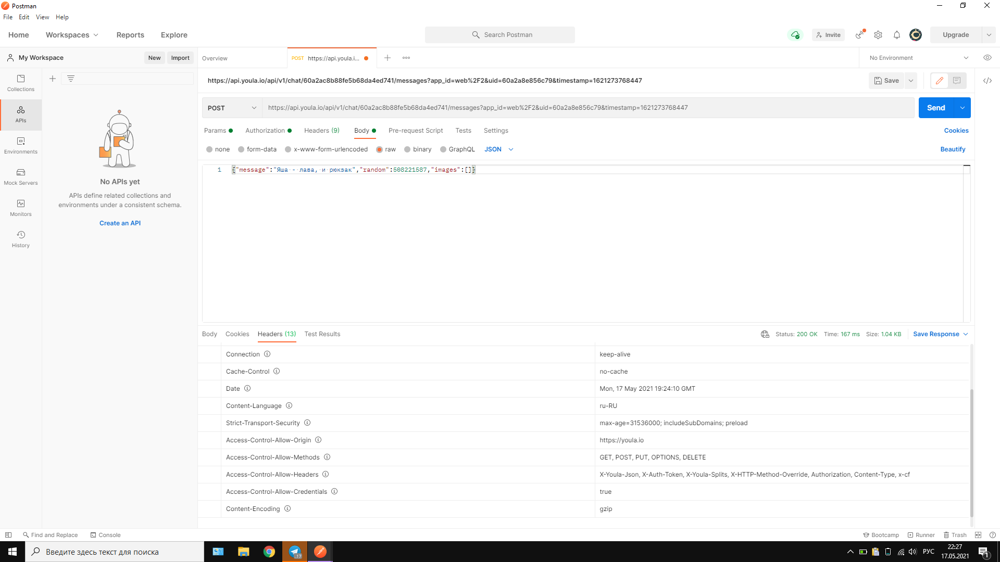 Postman
File Edit View Help
Home Workspaces Reports Explore Search Postman Invite Upgrade
My Workspace New Import Overview POST https://api.youla.i... No Environment
https://api.youla.io/api/v1/chat/60a2ac8b88fe5b68da4ed741/messages?app_id=web%2F2&uid=60a2a8e856c79&timestamp=1621273768447 Save
Collections
APIs
Environments
Mock Servers
Monitors
History
No APIs yet
APIs define related collections and
environments under a consistent schema.
Create an API
POST https://api.youla.io/api/v1/chat/60a2ac8b88fe5b68da4ed741/messages?app_id=web%2F2&uid=60a2a8e856c79&timestamp=1621273768447 Send
Params Authorization Headers (9) Body Pre-request Script Tests Settings Cookies
none form-data x-www-form-urlencoded raw binary GraphQL JSON Beautify
1 {"message":"Яша - лава, и рюкзак","random":508221587,"images":[]}
Body Cookies Headers (13) Test Results Status: 200 OK Time: 167 ms Size: 1.04 KB Save Response
Connection keep-alive
Cache-Control no-cache
Date Mon, 17 May 2021 19:24:10 GMT
Content-Language ru-RU
Strict-Transport-Security max-age=31536000; includeSubDomains; preload
Access-Control-Allow-Origin https://youla.io
Access-Control-Allow-Methods GET, POST, PUT, OPTIONS, DELETE
Access-Control-Allow-Headers X-Youla-Json, X-Auth-Token, X-Youla-Splits, X-HTTP-Method-Override, Authorization, Content-Type, x-cf
Access-Control-Allow-Credentials true
Content-Encoding gzip
Find and Replace Console Bootcamp Runner Trash
Введите здесь текст для поиска ..17 РУС 22:27
17.05.2021 1